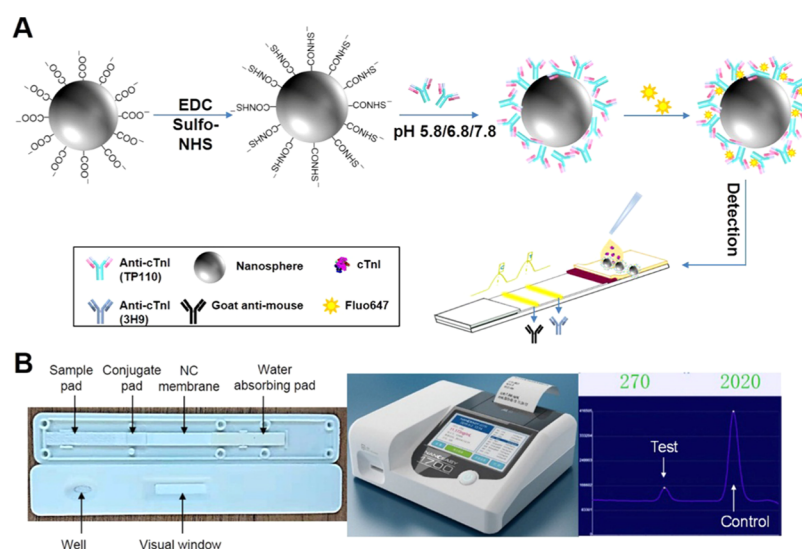 A
COO⁻
EDC
Sulfo-
NHS
CONHS⁻
pH 5.8/6.8/7.8
Detection
Anti-cTnI
(TP110)
Nanosphere
cTnI
Anti-cTnI
(3H9)
Goat anti-mouse
Fluo647
B
Sample
pad
Conjugate
pad
NC
membrane
Water
absorbing pad
Well
Visual window
270
2020
Test
Control